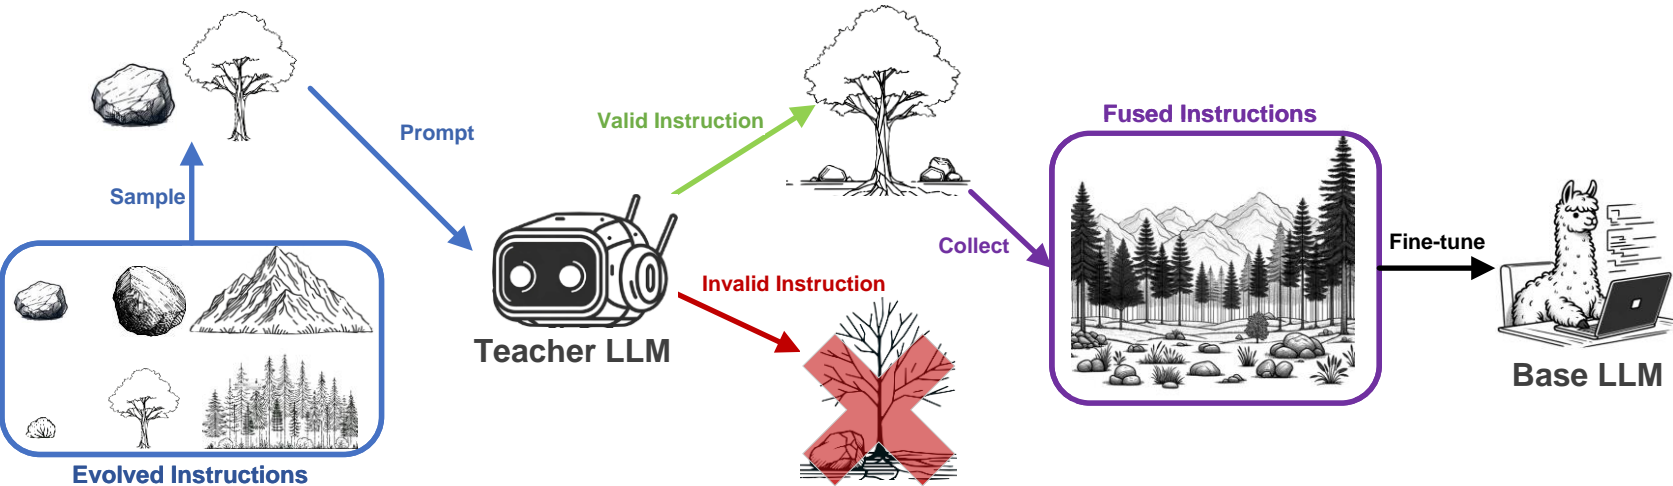 Sample
Evolved Instructions
Prompt
Teacher LLM
Valid Instruction
Invalid Instruction
Collect
Fused Instructions
Fine-tune
Base LLM